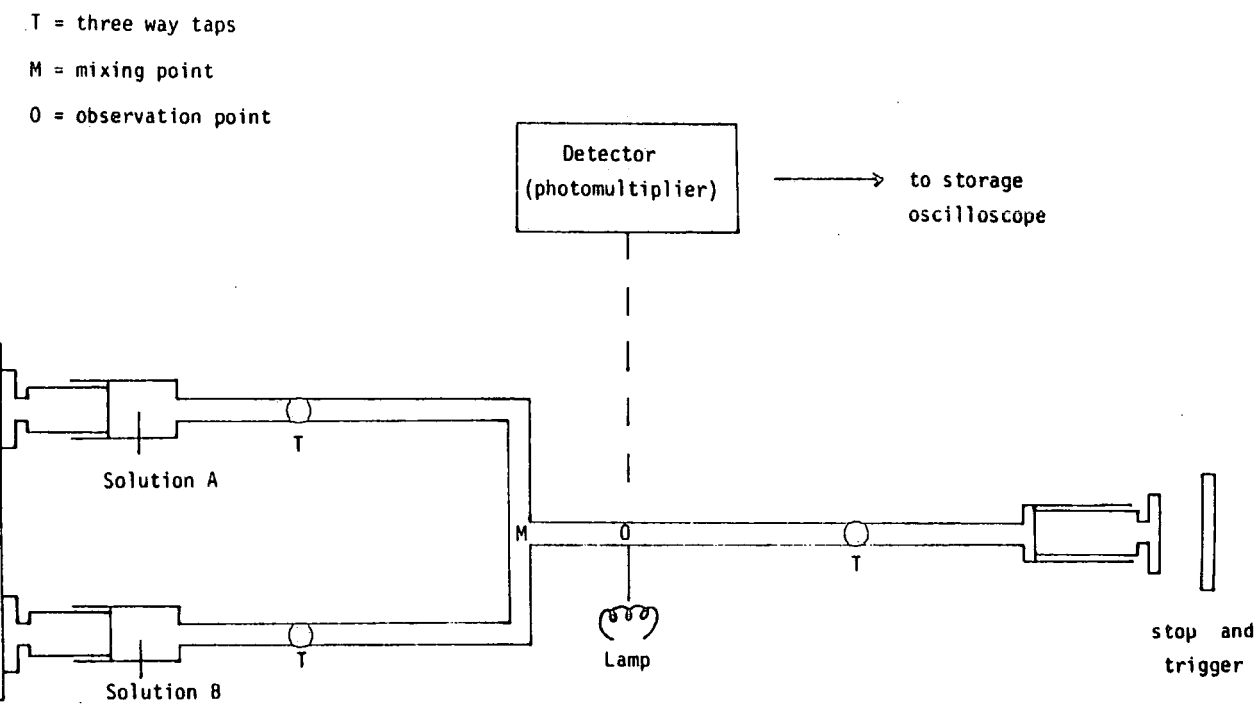 T = three way taps
M = mixing point
O = observation point
Detector
(photomultiplier)
to storage
oscilloscope
T
Solution A
M
O
T
T
Solution B
Lamp
stop and
trigger